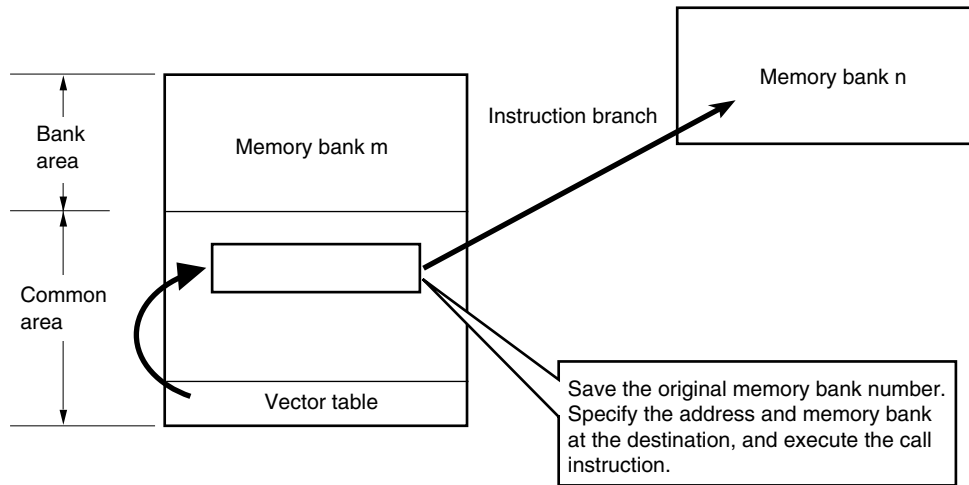 Memory bank n
Instruction branch
Bank
area
Memory bank m
Common
area
Vector table
Save the original memory bank number.
Specify the address and memory bank
at the destination, and execute the call
instruction.